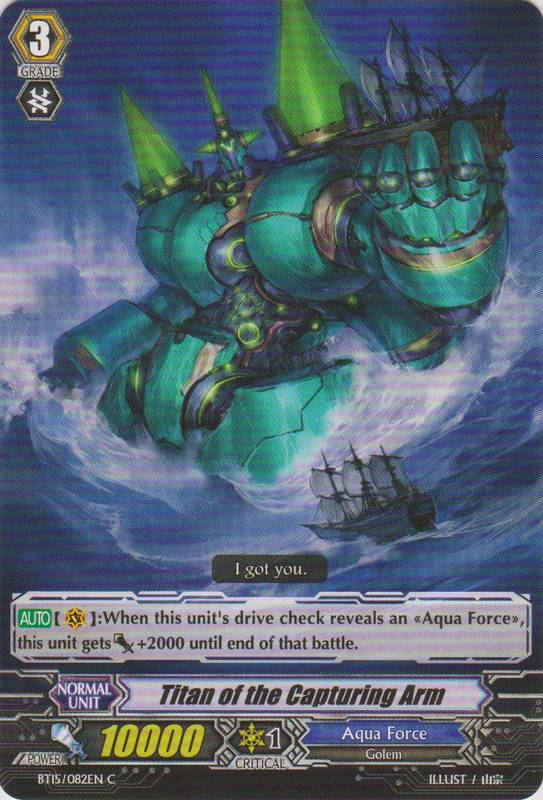 3
GRADE
I got you.
AUTO【 】:When this unit's drive check reveals an «Aqua Force»,
this unit gets +2000 until end of that battle.
NORMAL
UNIT
Titan of the Capturing Arm
POWER
10000
1
CRITICAL
Aqua Force
Golem
BT15/082EN C
ILLUST / 山宗